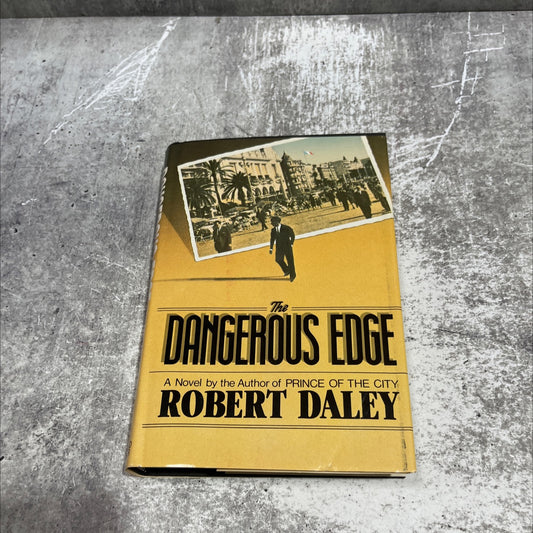 The
DANGEROUS EDGE
A Novel by the Author of PRINCE OF THE CITY
ROBERT DALEY